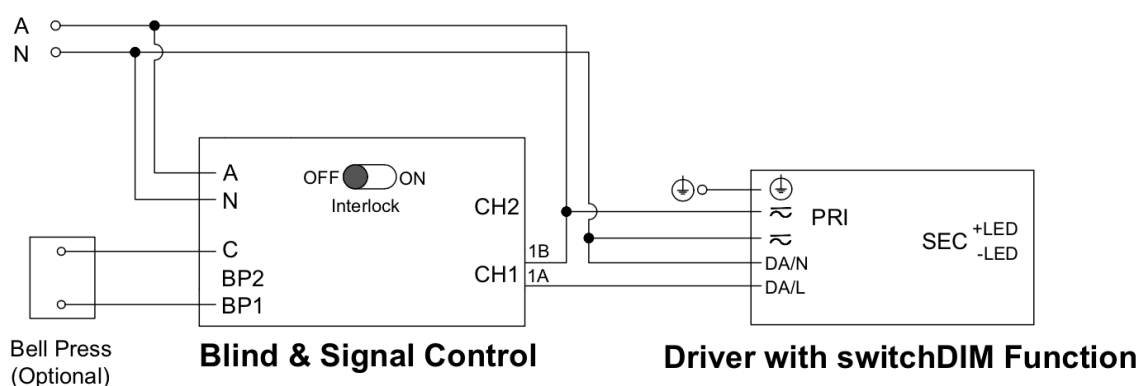 A
N
A
N
OFF ON
Interlock
CH2
1B
CH1
1A
C
BP2
BP1
PRI
SEC +LED
-LED
DA/N
DA/L
Bell Press
(Optional)
Blind & Signal Control
Driver with switchDIM Function